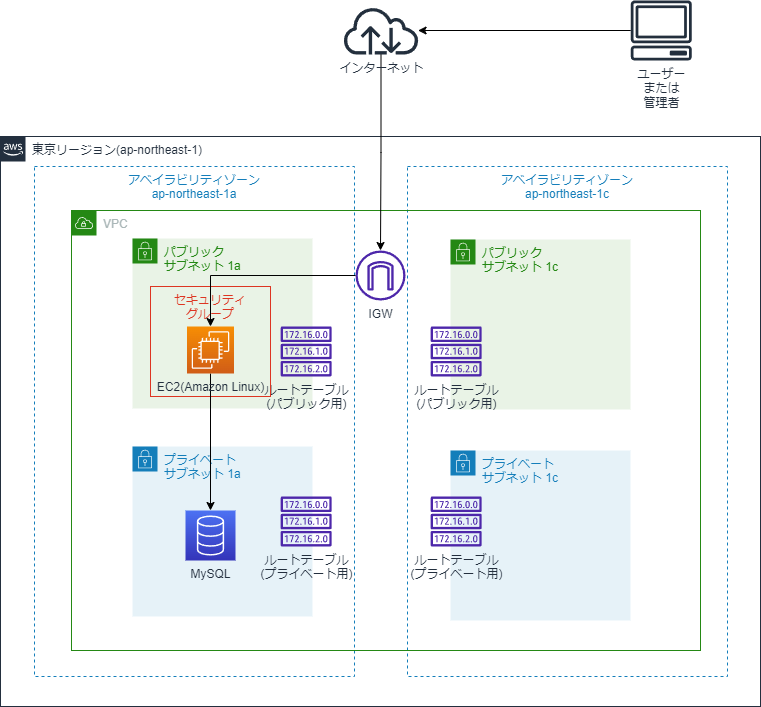 インターネット
ユーザー
または
管理者
aws
東京リージョン(ap-northeast-1)
アベイラビリティゾーン
ap-northeast-1a
アベイラビリティゾーン
ap-northeast-1c
VPC
パブリック
サブネット 1a
パブリック
サブネット 1c
IGW
セキュリティ
グループ
EC2(Amazon Linux)
172.16.0.0
172.16.1.0
172.16.2.0
ルートテーブル
(パブリック用)
172.16.0.0
172.16.1.0
172.16.2.0
ルートテーブル
(パブリック用)
プライベート
サブネット 1a
プライベート
サブネット 1c
MySQL
172.16.0.0
172.16.1.0
172.16.2.0
ルートテーブル
(プライベート用)
172.16.0.0
172.16.1.0
172.16.2.0
ルートテーブル
(プライベート用)